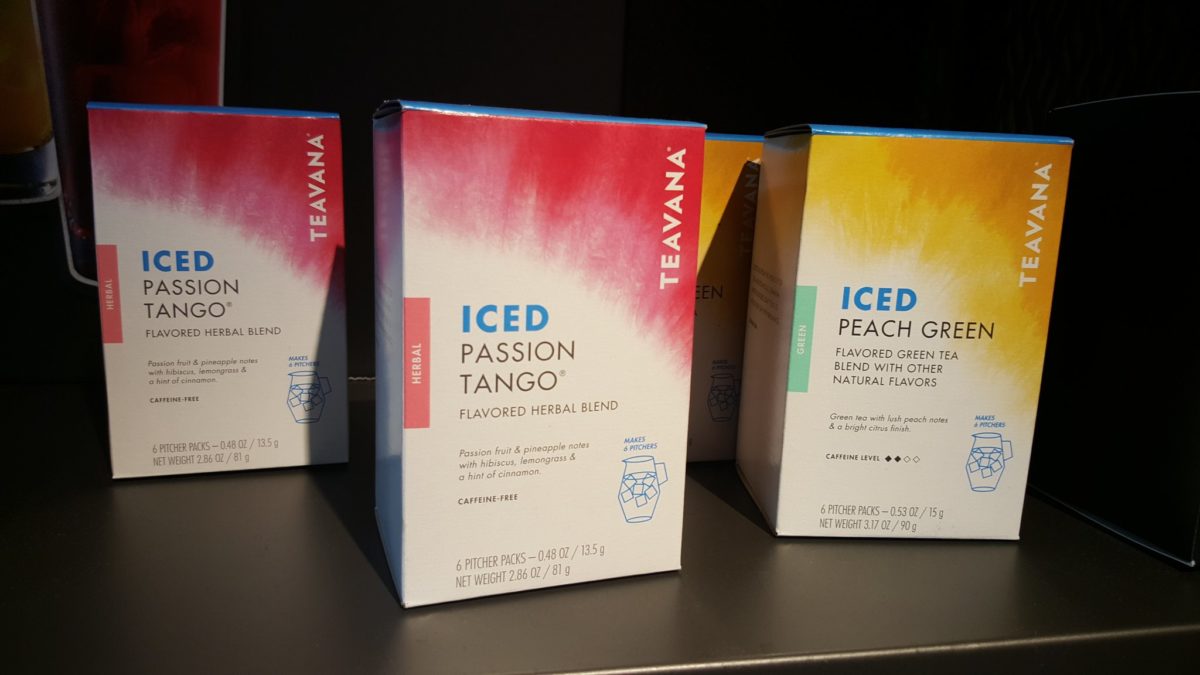 TEAVANA
ICED
PASSION
TANGO®
FLAVORED HERBAL BLEND
HERBAL
Passion fruit & pineapple notes
with hibiscus, lemongrass &
a hint of cinnamon.
CAFFEINE-FREE
MAKES
6 PITCHERS
6 PITCHER PACKS – 0.48 OZ / 13.5 g
NET WEIGHT 2.86 OZ / 81 g
TEAVANA®
ICED
PASSION
TANGO®
FLAVORED HERBAL BLEND
HERBAL
Passion fruit & pineapple notes
with hibiscus, lemongrass &
a hint of cinnamon.
CAFFEINE-FREE
MAKES
6 PITCHERS
6 PITCHER PACKS – 0.48 OZ / 13.5 g
NET WEIGHT 2.86 OZ / 81 g
TEAVANA
EEN
MAKES
6 PITCHERS
TEAVANA®
ICED
PEACH GREEN
FLAVORED GREEN TEA
BLEND WITH OTHER
NATURAL FLAVORS
GREEN
Green tea with lush peach notes
& a bright citrus finish.
CAFFEINE LEVEL
MAKES
6 PITCHERS
6 PITCHER PACKS – 0.53 OZ / 15 g
NET WEIGHT 3.17 OZ / 90 g